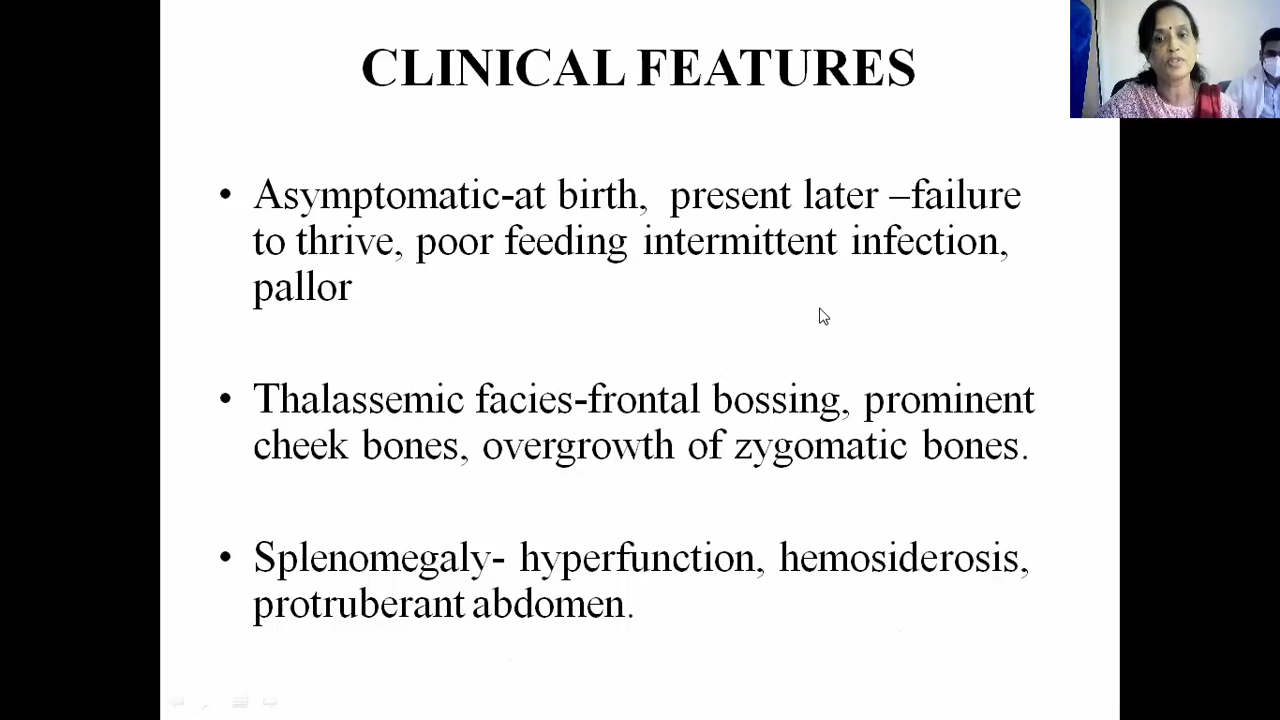 CLINICAL FEATURES
• Asymptomatic-at birth, present later –failure
to thrive, poor feeding intermittent infection,
pallor
• Thalassemic facies-frontal bossing, prominent
cheek bones, overgrowth of zygomatic bones.
• Splenomegaly- hyperfunction, hemosiderosis,
protruberant abdomen.